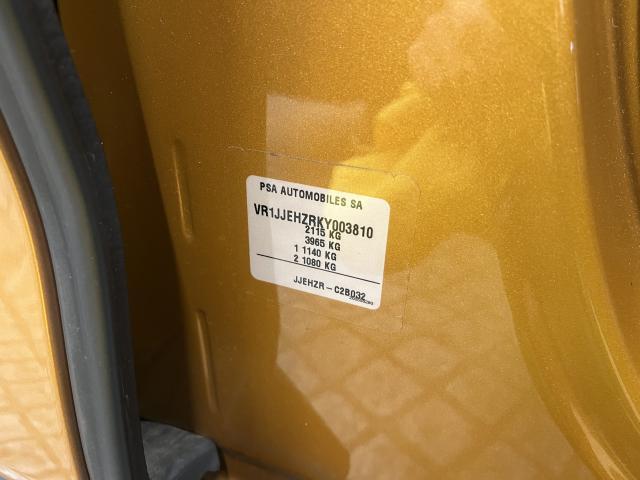 PSA AUTOMOBILES SA
VR1JJEHZRKY003810
2115 KG
3965 KG
1 1140 KG
2 1080 KG
JJEHZR - C2B032